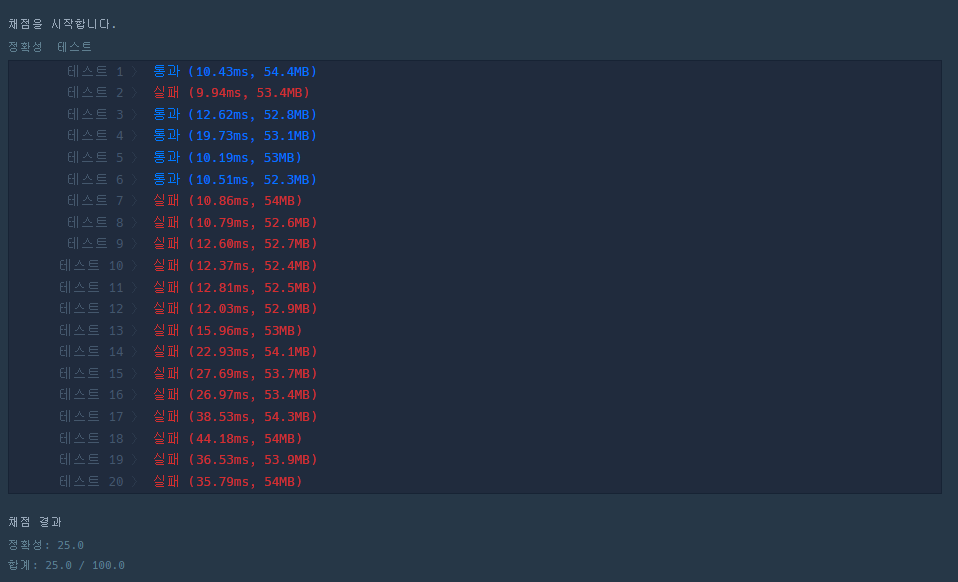 채점을 시작합니다.
정확성 테스트
테스트 1 〉 통과 (10.43ms, 54.4MB)
테스트 2 〉 실패 (9.94ms, 53.4MB)
테스트 3 〉 통과 (12.62ms, 52.8MB)
테스트 4 〉 통과 (19.73ms, 53.1MB)
테스트 5 〉 통과 (10.19ms, 53MB)
테스트 6 〉 통과 (10.51ms, 52.3MB)
테스트 7 〉 실패 (10.86ms, 54MB)
테스트 8 〉 실패 (10.79ms, 52.6MB)
테스트 9 〉 실패 (12.60ms, 52.7MB)
테스트 10 〉 실패 (12.37ms, 52.4MB)
테스트 11 〉 실패 (12.81ms, 52.5MB)
테스트 12 〉 실패 (12.03ms, 52.9MB)
테스트 13 〉 실패 (15.96ms, 53MB)
테스트 14 〉 실패 (22.93ms, 54.1MB)
테스트 15 〉 실패 (27.69ms, 53.7MB)
테스트 16 〉 실패 (26.97ms, 53.4MB)
테스트 17 〉 실패 (38.53ms, 54.3MB)
테스트 18 〉 실패 (44.18ms, 54MB)
테스트 19 〉 실패 (36.53ms, 53.9MB)
테스트 20 〉 실패 (35.79ms, 54MB)
채점 결과
정확성: 25.0
합계: 25.0 / 100.0